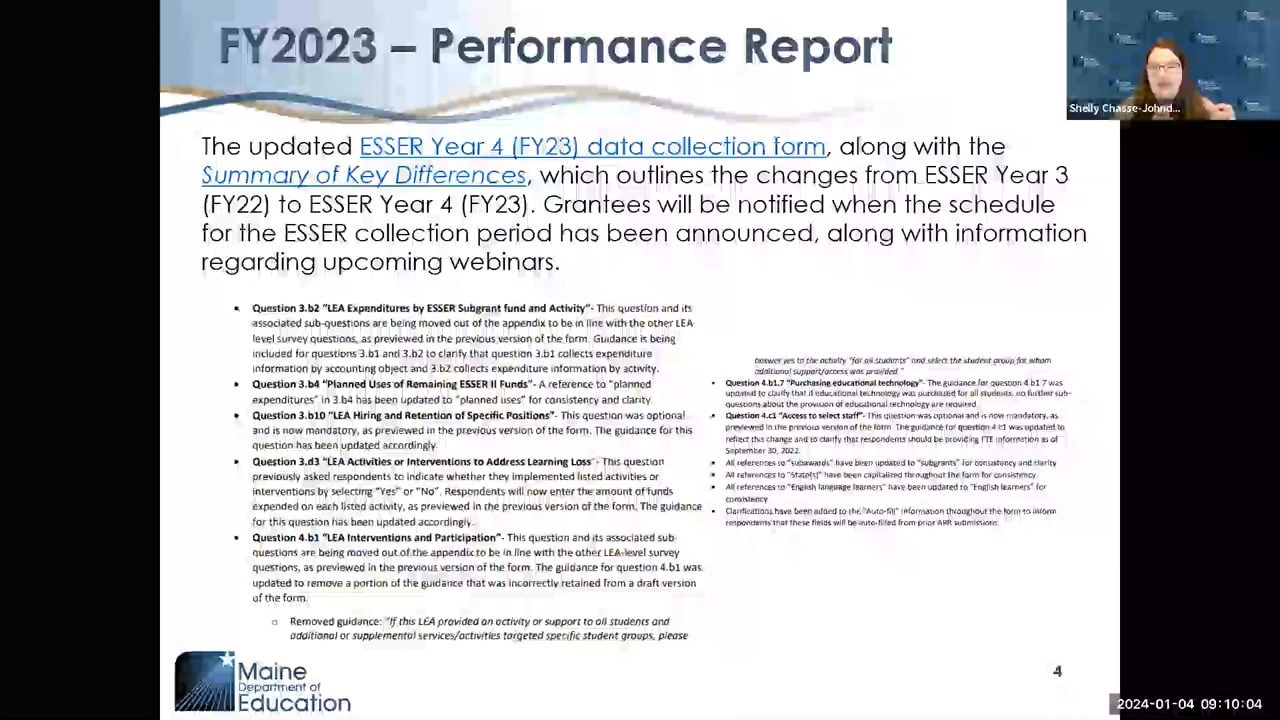 FY2023 – Performance Report
Shelly Chasse-Johnd...
The updated ESSER Year 4 (FY23) data collection form, along with the
Summary of Key Differences, which outlines the changes from ESSER Year 3
(FY22) to ESSER Year 4 (FY23). Grantees will be notified when the schedule
for the ESSER collection period has been announced, along with information
regarding upcoming webinars.
• Question 3.b2 "LEA Expenditures by ESSER Subgrant fund and Activity"- This question and its
associated sub-questions are being moved out of the appendix to be in line with the other LEA-
level survey questions, as previewed in the previous version of the form. Guidance is being
included for questions 3.b1 and 3.b2 to clarify that question 3.b1 collects expenditure
information by accounting object and 3.b2 collects expenditure information by activity.
• Question 3.b4 "Planned Uses of Remaining ESSER II Funds"- A reference to "planned
expenditures" in 3.b4 has been updated to "planned uses" for consistency and clarity.
• Question 3.b10 "LEA Hiring and Retention of Specific Positions"- This question was optional
and is now mandatory, as previewed in the previous version of the form. The guidance for this
question has been updated accordingly.
• Question 3.d3 "LEA Activities or Interventions to Address Learning Loss"- This question
previously asked respondents to indicate whether they implemented listed activities or
interventions by selecting "Yes" or "No". Respondents will now enter the amount of funds
expended on each listed activity, as previewed in the previous version of the form. The guidance
for this question has been updated accordingly.
• Question 4.b1 "LEA Interventions and Participation"- This question and its associated sub-
questions are being moved out of the appendix to be in line with the other LEA-level survey
questions, as previewed in the previous version of the form. The guidance for question 4.b1 was
updated to remove a portion of the guidance that was incorrectly retained from a draft version
of the form.
o Removed guidance: "If this LEA provided an activity or support to all students and
additional or supplemental services/activities targeted specific student groups, please
answer yes to the activity "for all students" and select the student group for whom
additional support/access was provided."
• Question 4.b1.7 "Purchasing educational technology"- The guidance for question 4.b1.7 was
updated to clarify that if educational technology was purchased for all students, no further sub-
questions about the provision of educational technology are required.
• Question 4.c1 "Access to select staff"- This question was optional and is now mandatory, as
previewed in the previous version of the form. The guidance for question 4.c1 was updated to
reflect this change and to clarify that respondents should be providing FTE information as of
September 30, 2022.
• All references to "subawards" have been updated to "subgrants" for consistency and clarity
• All references to "State[s]" have been capitalized throughout the form for consistency.
• All references to "English language learners" have been updated to "English learners" for
consistency.
• Clarifications have been added to the "Auto-fill" information throughout the form to inform
respondents that these fields will be auto-filled from prior ARR submissions.
Maine
Department of
Education
4
2024-01-04 09:10:04